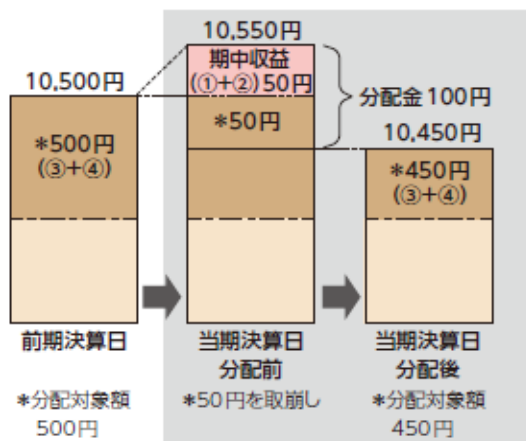 10,550円
期中収益
(①+②)50円
10,500円
分配金100円
*50円
10,450円
*500円
(③+④)
*450円
(③+④)
前期決算日
当期決算日
分配前
当期決算日
分配後
*分配対象額
500円
*50円を取崩し
*分配対象額
450円